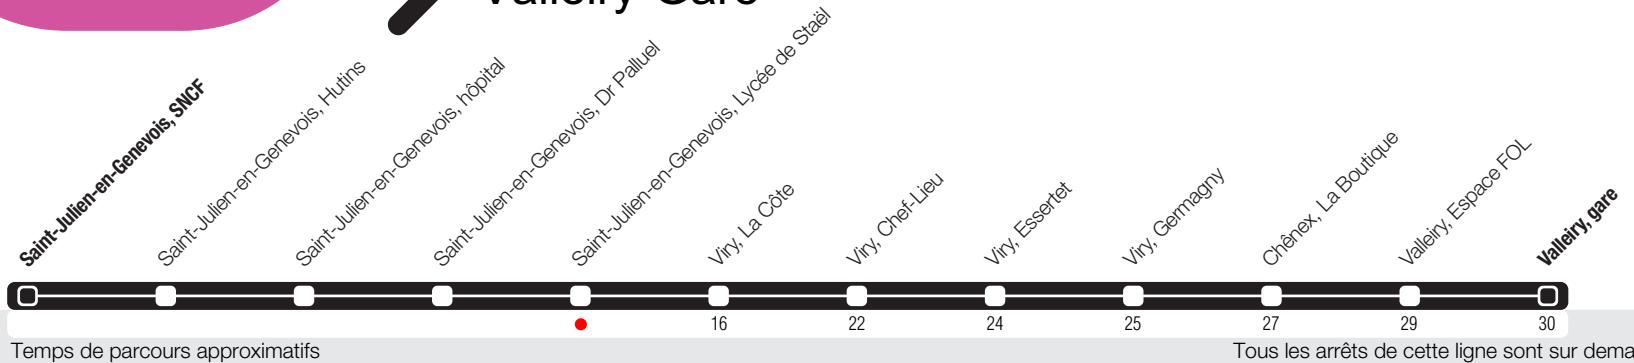 Valleiry Gare
Saint-Julien-en-Genevois, SNCF
Saint-Julien-en-Genevois, Hutins
Saint-Julien-en-Genevois, hôpital
Saint-Julien-en-Genevois, Dr Palluel
Saint-Julien-en-Genevois, Lycée de Staël
Viry, La Côte
Viry, Chef-Lieu
Viry, Essertet
Viry, Germagny
Chênex, La Boutique
Valleiry, Espace FOL
Valleiry, gare
16 22 24 25 27 29 30
Temps de parcours approximatifs
Tous les arrêts de cette ligne sont sur dema